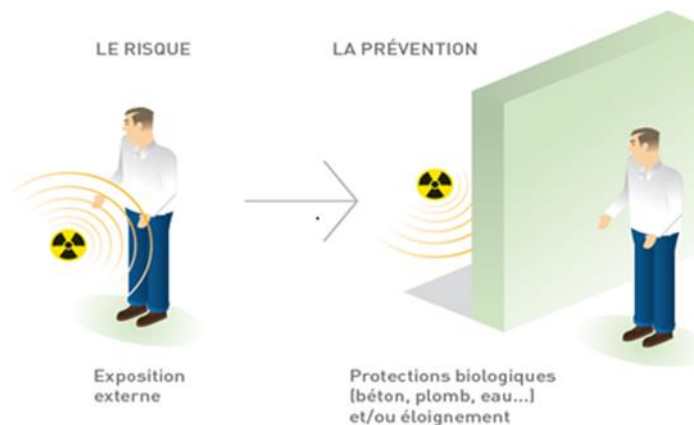 LE RISQUE
LA PRÉVENTION
Exposition
externe
Protections biologiques
(béton, plomb, eau...)
et/ou éloignement